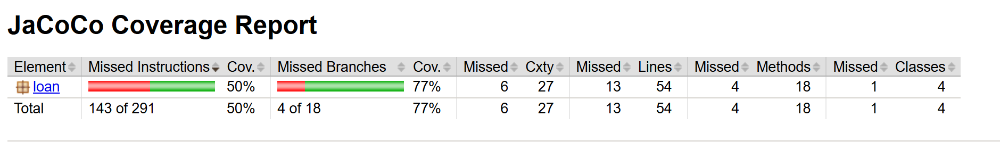 JaCoCo Coverage Report
Element Missed Instructions Cov. Missed Branches Cov. Missed Cxty Missed Lines Missed Methods Missed Classes
loan 50% 77% 6 27 13 54 4 18 1 4
Total 143 of 291 50% 4 of 18 77% 6 27 13 54 4 18 1 4